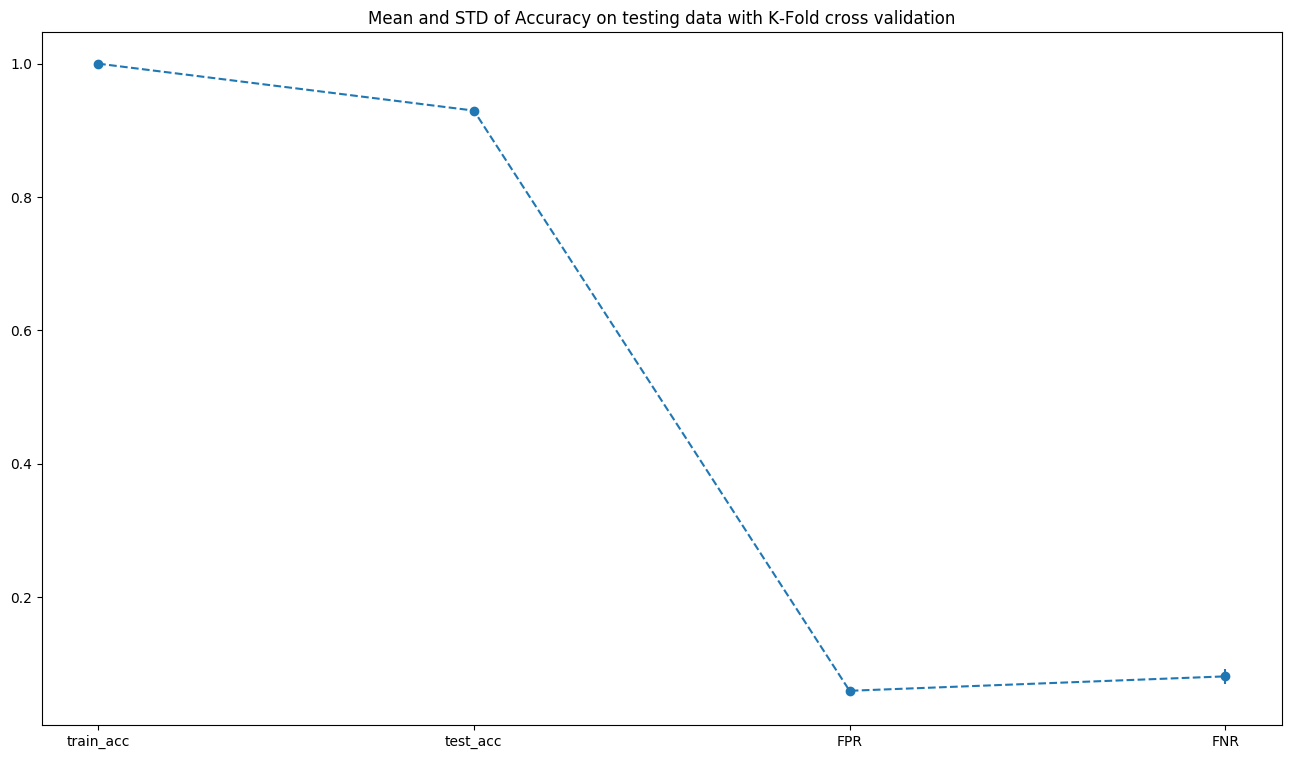 Mean and STD of Accuracy on testing data with K-Fold cross validation
1.0
0.8
0.6
0.4
0.2
train_acc test_acc FPR FNR